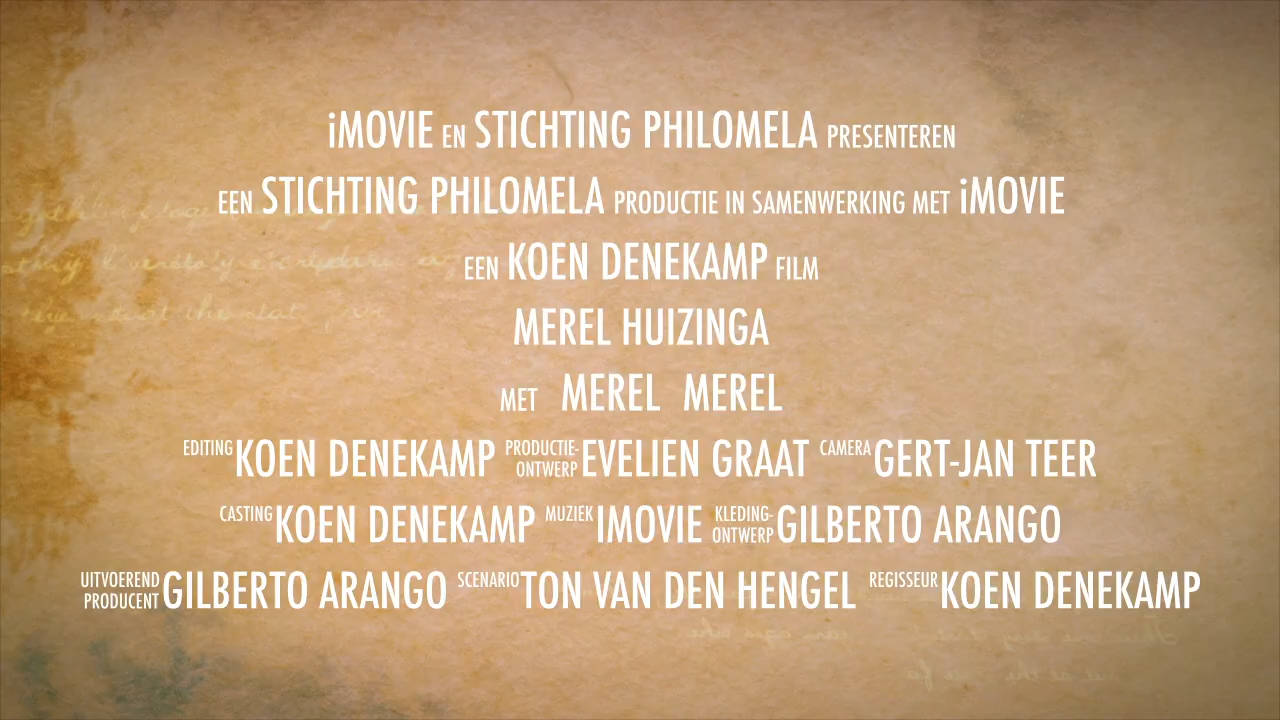 iMOVIE EN STICHTING PHILOMELA PRESENTEREN
EEN STICHTING PHILOMELA PRODUCTIE IN SAMENWERKING MET iMOVIE
EEN KOEN DENEKAMP FILM
MEREL HUIZINGA
MET MEREL MEREL
EDITING KOEN DENEKAMP PRODUCTIE-ONTWERP EVELIEN GRAAT CAMERA GERT-JAN TEER
CASTING KOEN DENEKAMP MUZIEK IMOVIE KLEDING-ONTWERP GILBERTO ARANGO
UITVOEREND PRODUCENT GILBERTO ARANGO SCENARIO TON VAN DEN HENGEL REGISSEUR KOEN DENEKAMP